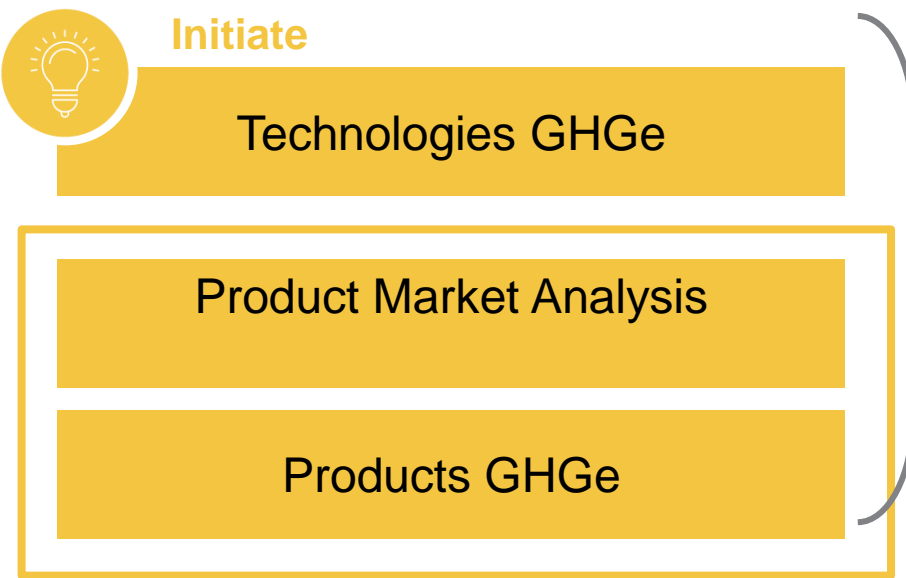 Initiate
Technologies GHGe
Product Market Analysis
Products GHGe